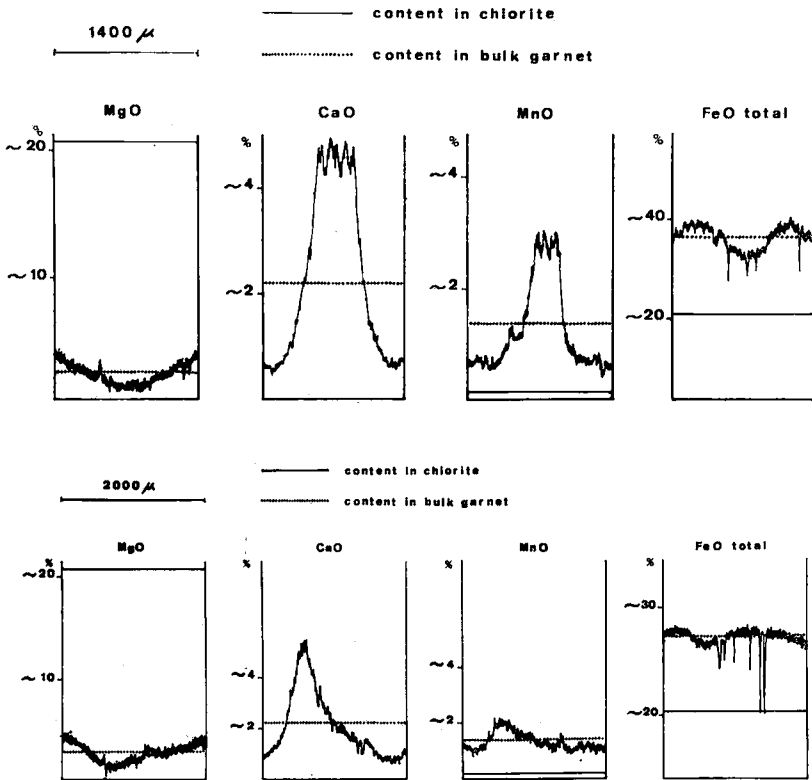 1400 μ
content in chlorite
content in bulk garnet
MgO
CaO
MnO
FeO total
%
~20
~10
%
~4
~2
%
~4
~2
%
~40
~20
2000 μ
content in chlorite
content in bulk garnet
MgO
CaO
MnO
FeO total
%
~20
~10
%
~4
~2
%
~4
~2
%
~30
~20